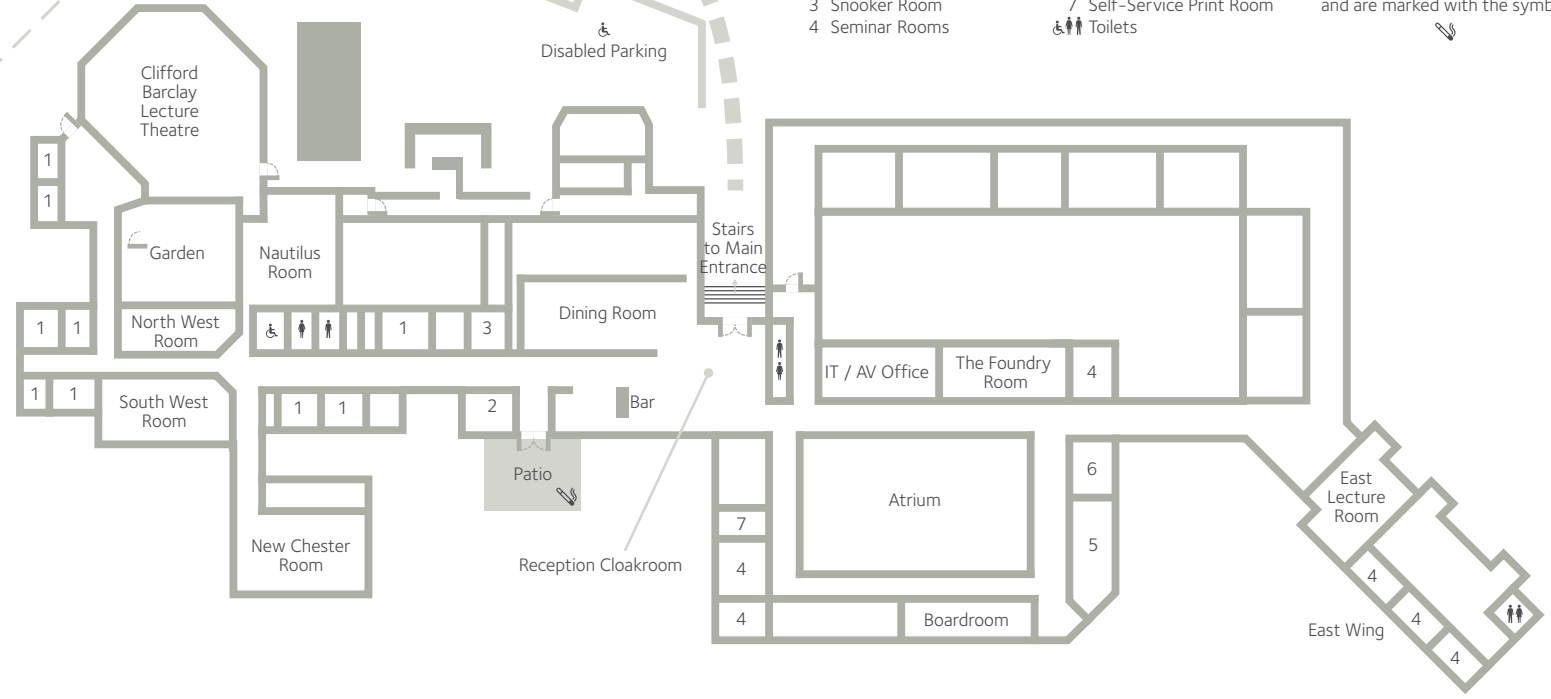 3 Snooker Room
4 Seminar Rooms
7 Self-Service Print Room
Toilets
and are marked with the symb
Disabled Parking
Clifford
Barclay
Lecture
Theatre
1
1
Stairs
to Main
Entrance
Garden
Nautilus
Room
Dining Room
1
1
North West
Room
1
3
IT / AV Office
The Foundry
Room
4
1
1
South West
Room
1
1
2
Bar
Patio
Atrium
6
East
Lecture
Room
7
5
New Chester
Room
Reception Cloakroom
4
4
4
Boardroom
4
4
East Wing